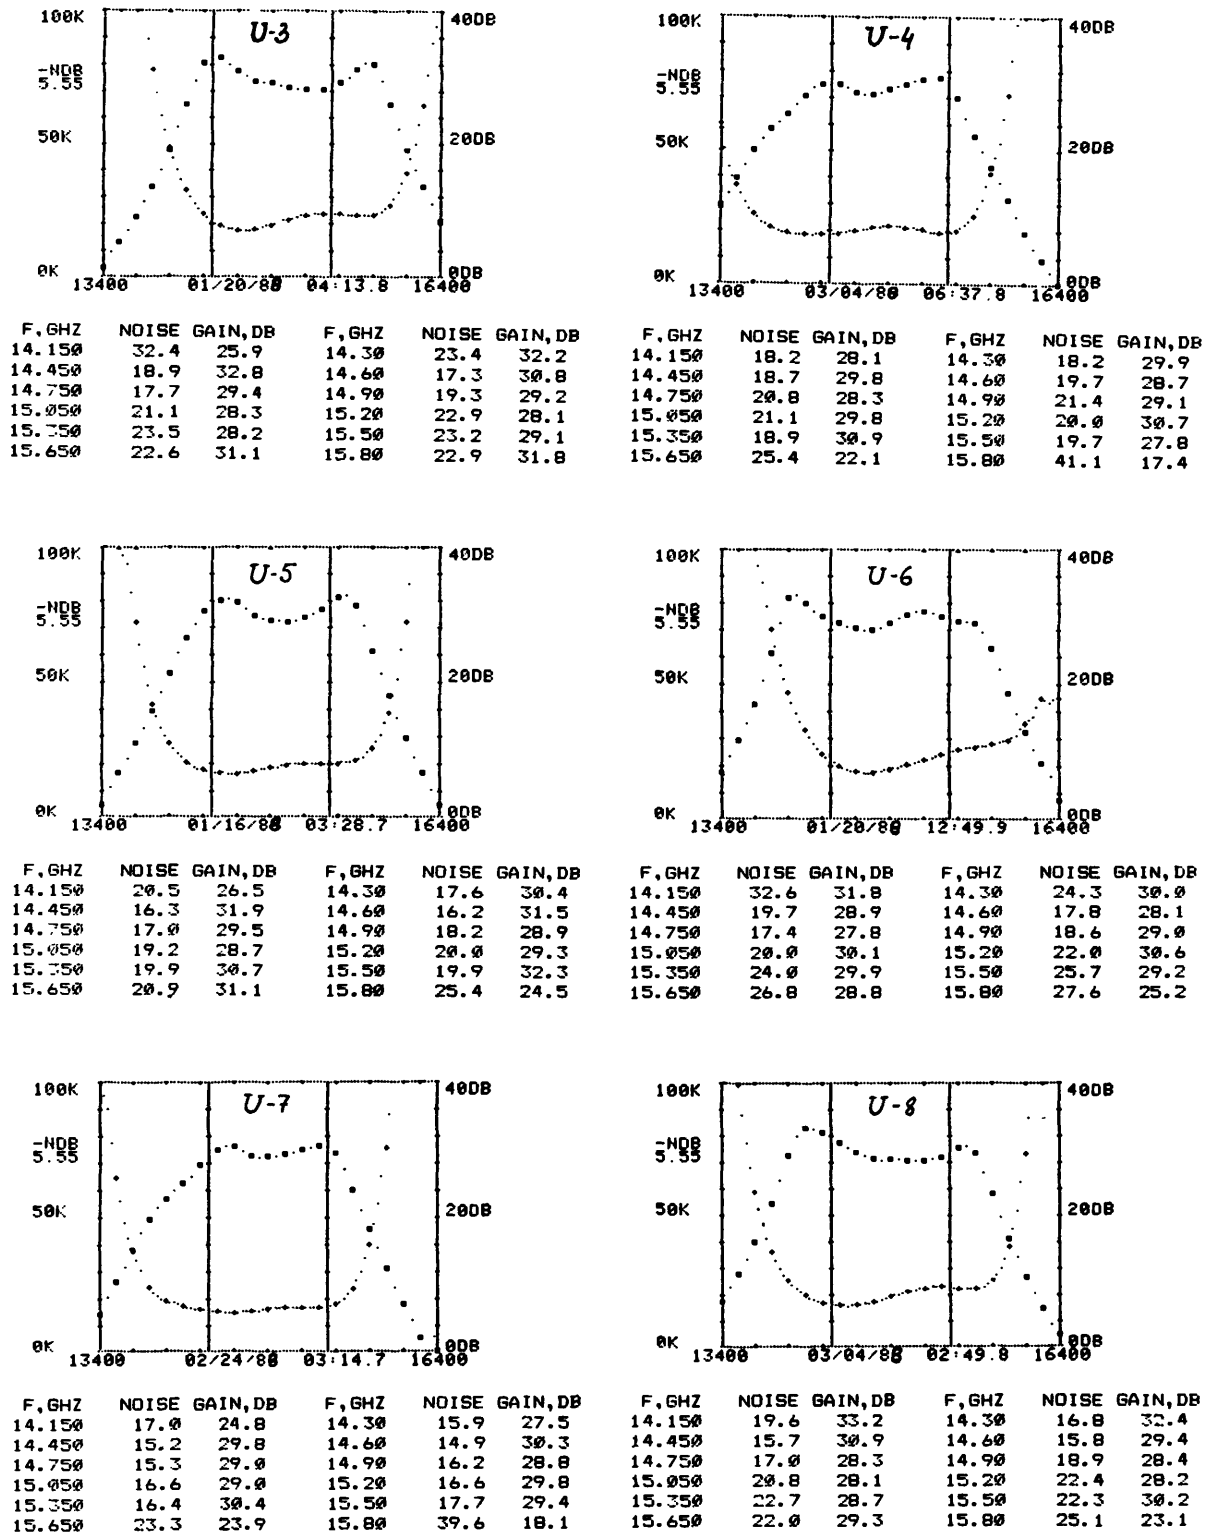 100K U-3 40DB
-NDB
5.55
50K 20DB
0K 0DB
13400 01/20/88 04:13.8 16400
F,GHZ NOISE GAIN,DB F,GHZ NOISE GAIN,DB
14.150 32.4 25.9 14.30 23.4 32.2
14.450 18.9 32.8 14.60 17.3 30.8
14.750 17.7 29.4 14.90 19.3 29.2
15.050 21.1 28.3 15.20 22.9 28.1
15.350 23.5 28.2 15.50 23.2 29.1
15.650 22.6 31.1 15.80 22.9 31.8
100K U-4 40DB
-NDB
5.55
50K 20DB
0K 0DB
13400 03/04/88 06:37.8 16400
F,GHZ NOISE GAIN,DB F,GHZ NOISE GAIN,DB
14.150 18.2 28.1 14.30 18.2 29.9
14.450 18.7 29.8 14.60 19.7 28.7
14.750 20.8 28.3 14.90 21.4 29.1
15.050 21.1 29.8 15.20 20.0 30.7
15.350 18.9 30.9 15.50 19.7 27.8
15.650 25.4 22.1 15.80 41.1 17.4
100K U-5 40DB
-NDB
5.55
50K 20DB
0K 0DB
13400 01/16/88 03:28.7 16400
F,GHZ NOISE GAIN,DB F,GHZ NOISE GAIN,DB
14.150 20.5 26.5 14.30 17.6 30.4
14.450 16.3 31.9 14.60 16.2 31.5
14.750 17.0 29.5 14.90 18.2 28.9
15.050 19.2 28.7 15.20 20.0 29.3
15.350 19.9 30.7 15.50 19.9 32.3
15.650 20.9 31.1 15.80 25.4 24.5
100K U-6 40DB
-NDB
5.55
50K 20DB
0K 0DB
13400 01/20/88 12:49.9 16400
F,GHZ NOISE GAIN,DB F,GHZ NOISE GAIN,DB
14.150 32.6 31.8 14.30 24.3 30.0
14.450 19.7 28.9 14.60 17.8 28.1
14.750 17.4 27.8 14.90 18.6 29.0
15.050 20.0 30.1 15.20 22.0 30.6
15.350 24.0 29.9 15.50 25.7 29.2
15.650 26.8 28.8 15.80 27.6 25.2
100K U-7 40DB
-NDB
5.55
50K 20DB
0K 0DB
13400 02/24/88 03:14.7 16400
F,GHZ NOISE GAIN,DB F,GHZ NOISE GAIN,DB
14.150 17.0 24.8 14.30 15.9 27.5
14.450 15.2 29.8 14.60 14.9 30.3
14.750 15.3 29.0 14.90 16.2 28.8
15.050 16.6 29.0 15.20 16.6 29.8
15.350 16.4 30.4 15.50 17.7 29.4
15.650 23.3 23.9 15.80 39.6 18.1
100K U-8 40DB
-NDB
5.55
50K 20DB
0K 0DB
13400 03/04/88 02:49.8 16400
F,GHZ NOISE GAIN,DB F,GHZ NOISE GAIN,DB
14.150 19.6 33.2 14.30 16.8 32.4
14.450 15.7 30.9 14.60 15.8 29.4
14.750 17.0 28.3 14.90 18.9 28.4
15.050 20.8 28.1 15.20 22.4 28.2
15.350 22.7 28.7 15.50 22.3 30.2
15.650 22.0 29.3 15.80 25.1 23.1